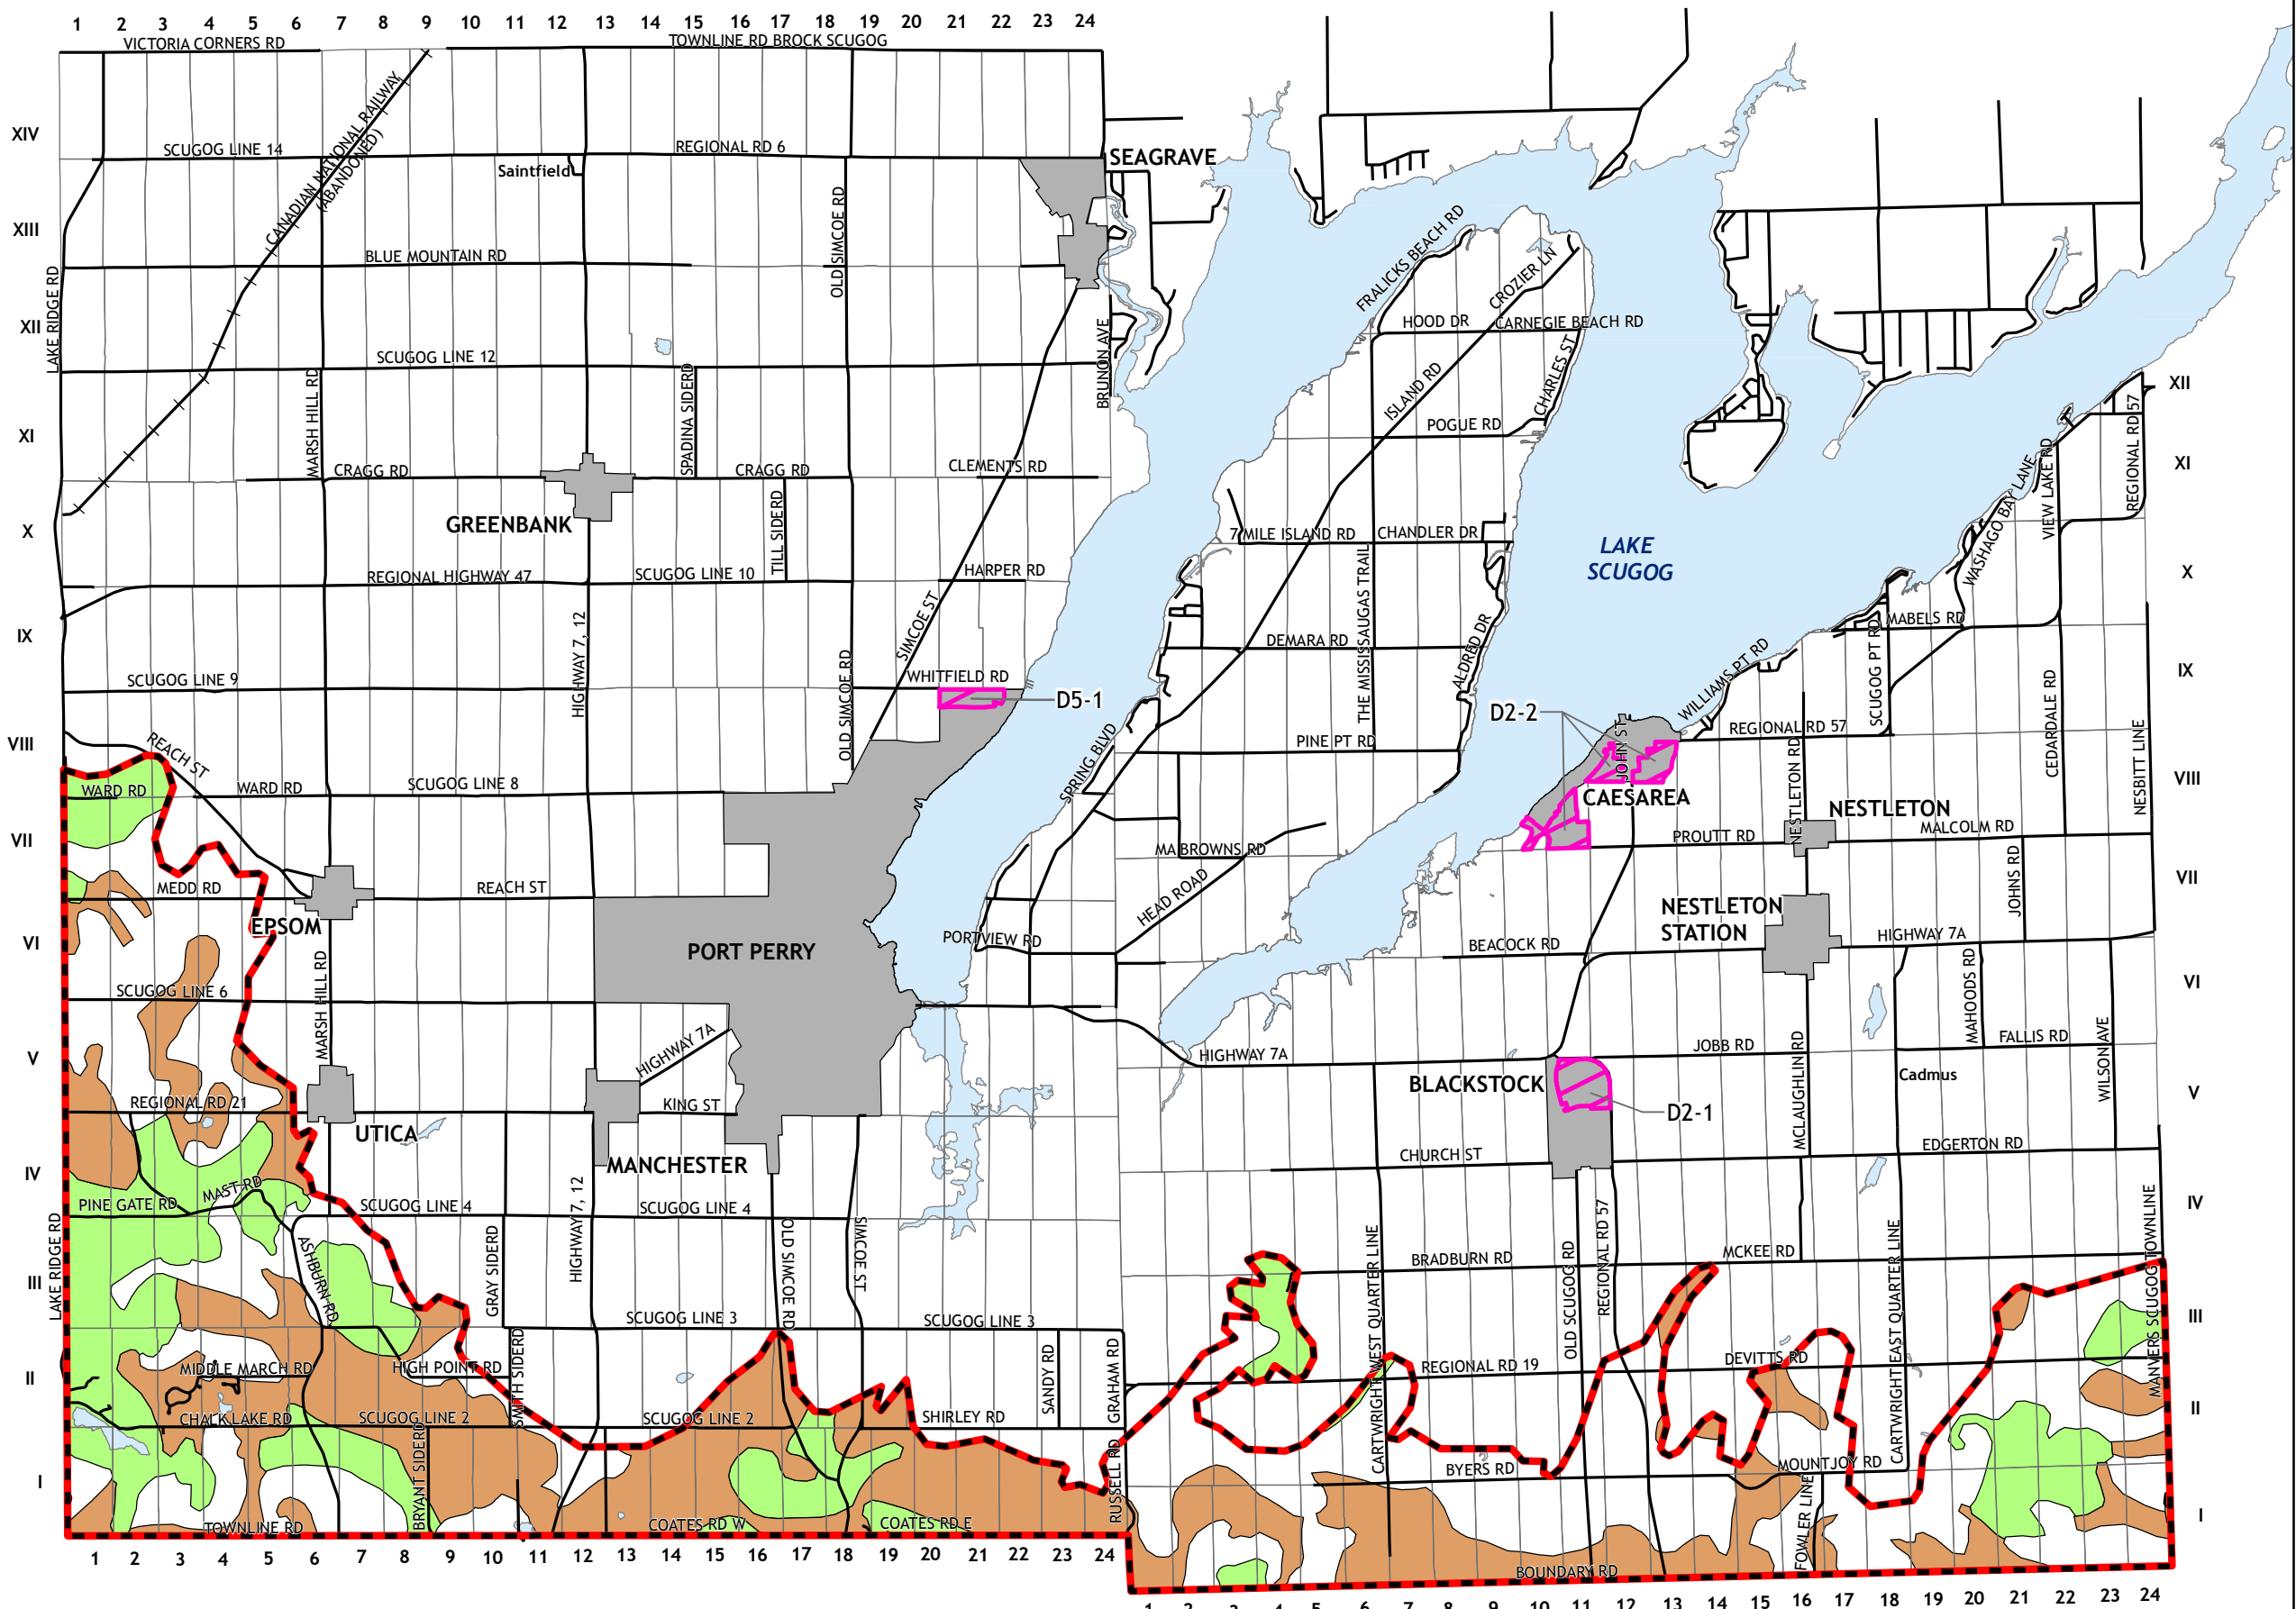 1 2 3 4 5 6 7 8 9 10 11 12 13 14 15 16 17 18 19 20 21 22 23 24
VICTORIA CORNERS RD
TOWNLINE RD BROCK SCUGOG
CANADIAN NATIONAL RAILWAY
(ABANDONED)
XIV
SCUGOG LINE 14
REGIONAL RD 6
Saintfield
SEAGRAVE
XIII
BLUE MOUNTAIN RD
OLD SIMCOE RD
FRALICKS BEACH RD
CROZIER LN
LAKE RIDGE RD
XII
HOOD DR
CARNEGIE BEACH RD
BRUNON AVE
SCUGOG LINE 12
MARSH HILL RD
SPADINA SIDERD
ISLAND RD
CHARLES ST
XII
REGIONAL RD 57
XI
POGUE RD
CRAGG RD
CRAGG RD
CLEMENTS RD
XI
VIEW LAKE RD
WASHAGO BAY LANE
GREENBANK
X
TILL SIDERD
7 MILE ISLAND RD
CHANDLER DR
LAKE
SCUGOG
REGIONAL HIGHWAY 47
SCUGOG LINE 10
HARPER RD
X
THE MISSISSAUGAS TRAIL
IX
HIGHWAY 7, 12
SIMCOE ST
DEMARA RD
ALDRED DR
MABELS RD
SCUGOG PT RD
WILLIAMS PT RD
SCUGOG LINE 9
OLD SIMCOE RD
WHITFIELD RD
D5-1
IX
CEDARDALE RD
NESBITT LINE
D2-2
JOHN ST
REGIONAL RD 57
VIII
REACH ST
PINE PT RD
SPRING BLVD
NESTLETON RD
WARD RD
WARD RD
SCUGOG LINE 8
VIII
CAESAREA
NESTLETON
VII
MA BROWNS RD
PROUTT RD
MALCOLM RD
MEDD RD
REACH ST
HEAD ROAD
JOHNS RD
VII
EPSOM
NESTLETON
STATION
VI
PORT PERRY
PORTVIEW RD
BEACOCK RD
HIGHWAY 7A
SCUGOG LINE 6
MARSH HILL RD
MAHOODS RD
VI
V
HIGHWAY 7A
HIGHWAY 7A
JOBB RD
FALLIS RD
MCLAUGHLIN RD
WILSON AVE
BLACKSTOCK
Cadmus
V
REGIONAL RD 21
KING ST
D2-1
UTICA
MANCHESTER
CHURCH ST
EDGERTON RD
IV
PINE GATE RD
MAST RD
SCUGOG LINE 4
SCUGOG LINE 4
HIGHWAY 7, 12
IV
LAKE RIDGE RD
ASHBURN RD
GRAY SIDERD
OLD SIMCOE RD
SIMCOE ST
CARTWRIGHT WEST QUARTER LINE
BRADBURN RD
OLD SCUGOG RD
REGIONAL RD 57
MCKEE RD
CARTWRIGHT EAST QUARTER LINE
MANVERS SCUGOG TOWNLINE
III
SCUGOG LINE 3
SCUGOG LINE 3
III
MIDDLE MARCH RD
HIGH POINT RD
SMITH SIDERD
SANDY RD
GRAHAM RD
REGIONAL RD 19
DEVITTS RD
II
CHALK LAKE RD
SCUGOG LINE 2
SCUGOG LINE 2
SHIRLEY RD
II
BRYANT SIDERD
RUSSELL RD
BYERS RD
MOUNTJOY RD
I
FOWLER LINE
I
TOWNLINE RD
COATES RD W
COATES RD E
BOUNDARY RD
1 2 3 4 5 6 7 8 9 10 11 12 13 14 15 16 17 18 19 20 21 22 23 24
1 2 3 4 5 6 7 8 9 10 11 12 13 14 15 16 17 18 19 20 21 22 23 24